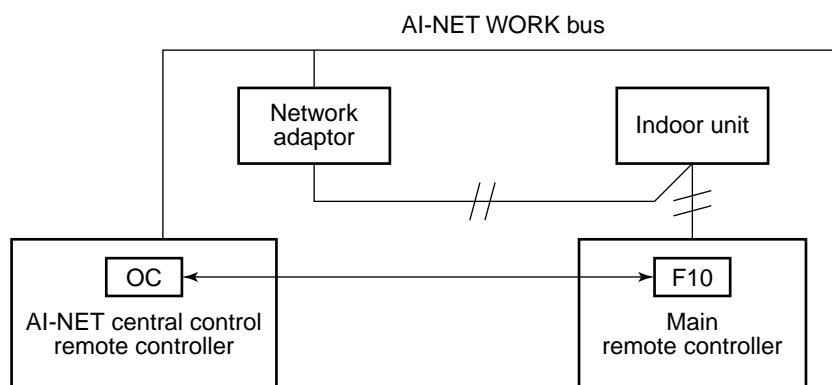 AI-NET WORK bus
Network
adaptor
Indoor unit
OC
F10
AI-NET central control
remote controller
Main
remote controller